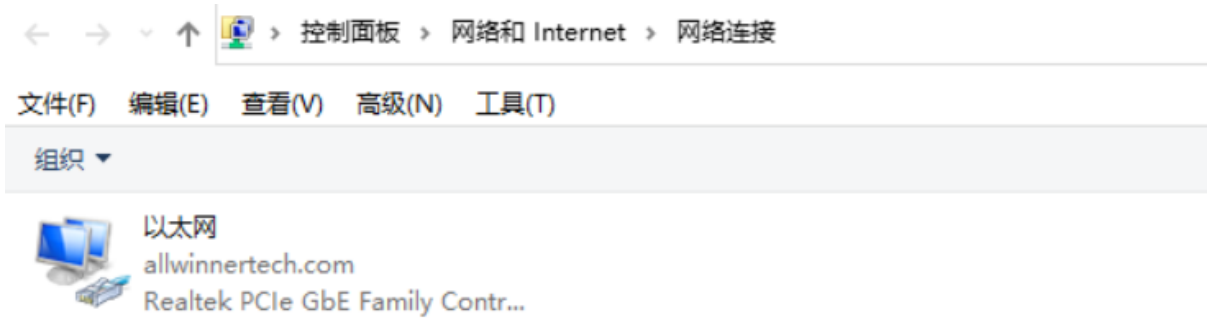 控制面板 › 网络和 Internet › 网络连接
文件(F) 编辑(E) 查看(V) 高级(N) 工具(T)
组织
以太网
allwinnertech.com
Realtek PCIe GbE Family Contr...